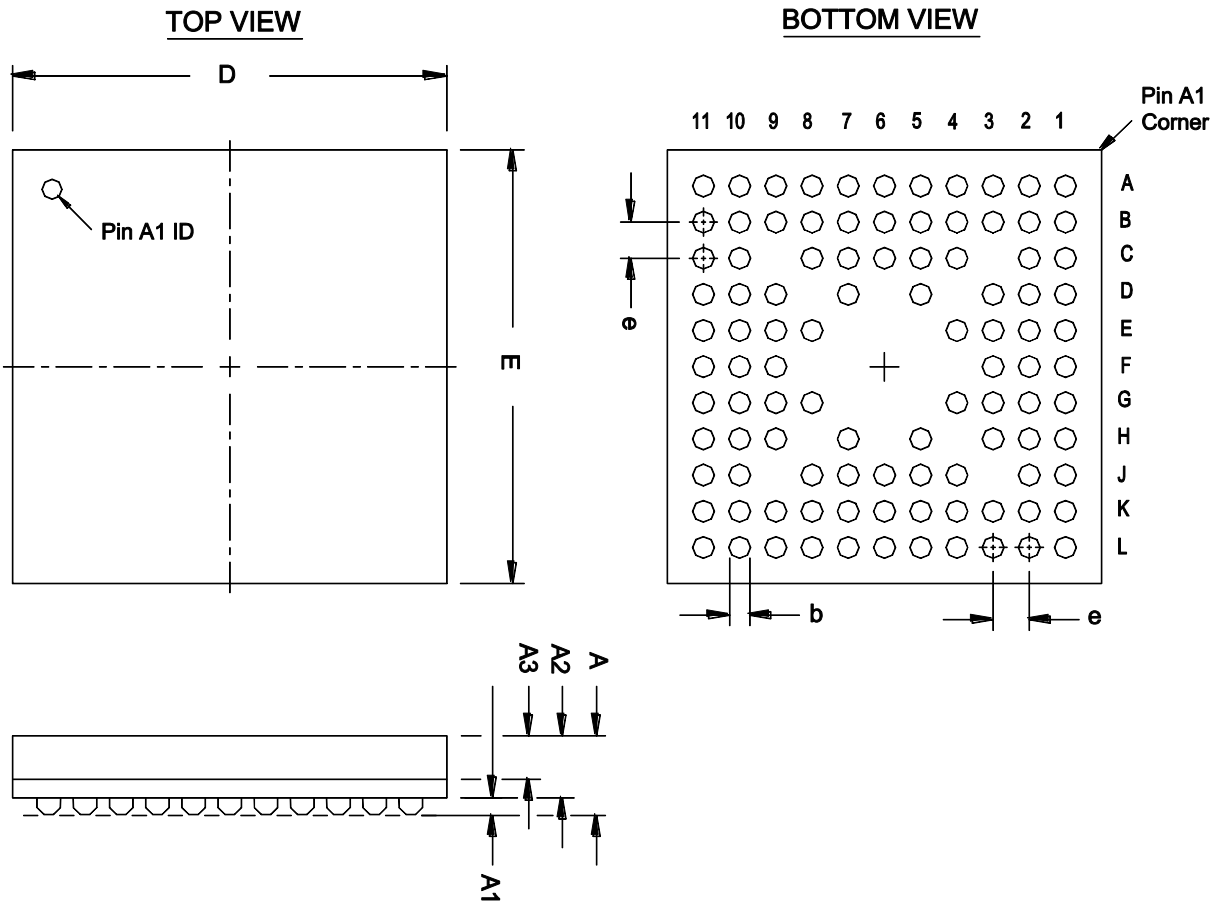 TOP VIEW
D
Pin A1 ID
E
BOTTOM VIEW
Pin A1
Corner
11 10 9 8 7 6 5 4 3 2 1
A
B
C
D
E
F
G
H
J
K
L
e
b
e
A3
A2
A
A1